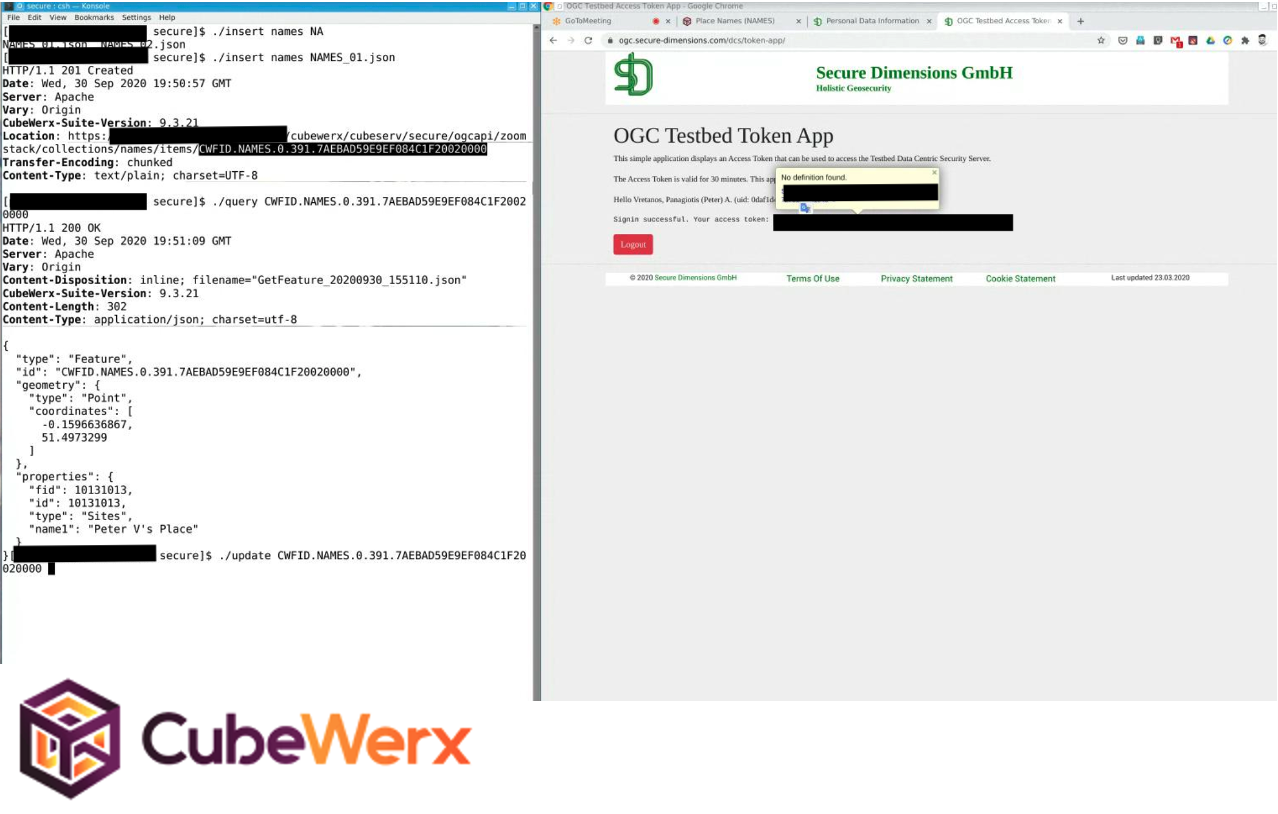 secure : csh — Konsole
File Edit View Bookmarks Settings Help
[ secure]$ ./insert names NA
NAMES_01.json NAMES_02.json
[ secure]$ ./insert names NAMES_01.json
HTTP/1.1 201 Created
Date: Wed, 30 Sep 2020 19:50:57 GMT
Server: Apache
Vary: Origin
CubeWerx-Suite-Version: 9.3.21
Location: https: /cubewerx/cubeserv/secure/ogcapi/zoom
stack/collections/names/items/CWFID.NAMES.0.391.7AEBAD59E9EF084C1F20020000
Transfer-Encoding: chunked
Content-Type: text/plain; charset=UTF-8
[ secure]$ ./query CWFID.NAMES.0.391.7AEBAD59E9EF084C1F2002
0000
HTTP/1.1 200 OK
Date: Wed, 30 Sep 2020 19:51:09 GMT
Server: Apache
Vary: Origin
Content-Disposition: inline; filename="GetFeature_20200930_155110.json"
CubeWerx-Suite-Version: 9.3.21
Content-Length: 302
Content-Type: application/json; charset=utf-8
{
"type": "Feature",
"id": "CWFID.NAMES.0.391.7AEBAD59E9EF084C1F20020000",
"geometry": {
"type": "Point",
"coordinates": [
-0.1596636867,
51.4973299
]
},
"properties": {
"fid": 10131013,
"id": 10131013,
"type": "Sites",
"name1": "Peter V's Place"
}
}[ secure]$ ./update CWFID.NAMES.0.391.7AEBAD59E9EF084C1F20
020000
CubeWerx
OGC Testbed Access Token App - Google Chrome
GoToMeeting
Place Names (NAMES)
Personal Data Information
OGC Testbed Access Token
ogc.secure-dimensions.com/dcs/token-app/
Secure Dimensions GmbH
Holistic Geosecurity
OGC Testbed Token App
This simple application displays an Access Token that can be used to access the Testbed Data Centric Security Server.
The Access Token is valid for 30 minutes. This app
No definition found.
Hello Vretanos, Panagiotis (Peter) A. (uid: 0daf1d
Signin successful. Your access token:
Logout
© 2020 Secure Dimensions GmbH
Terms Of Use
Privacy Statement
Cookie Statement
Last updated 23.03.2020